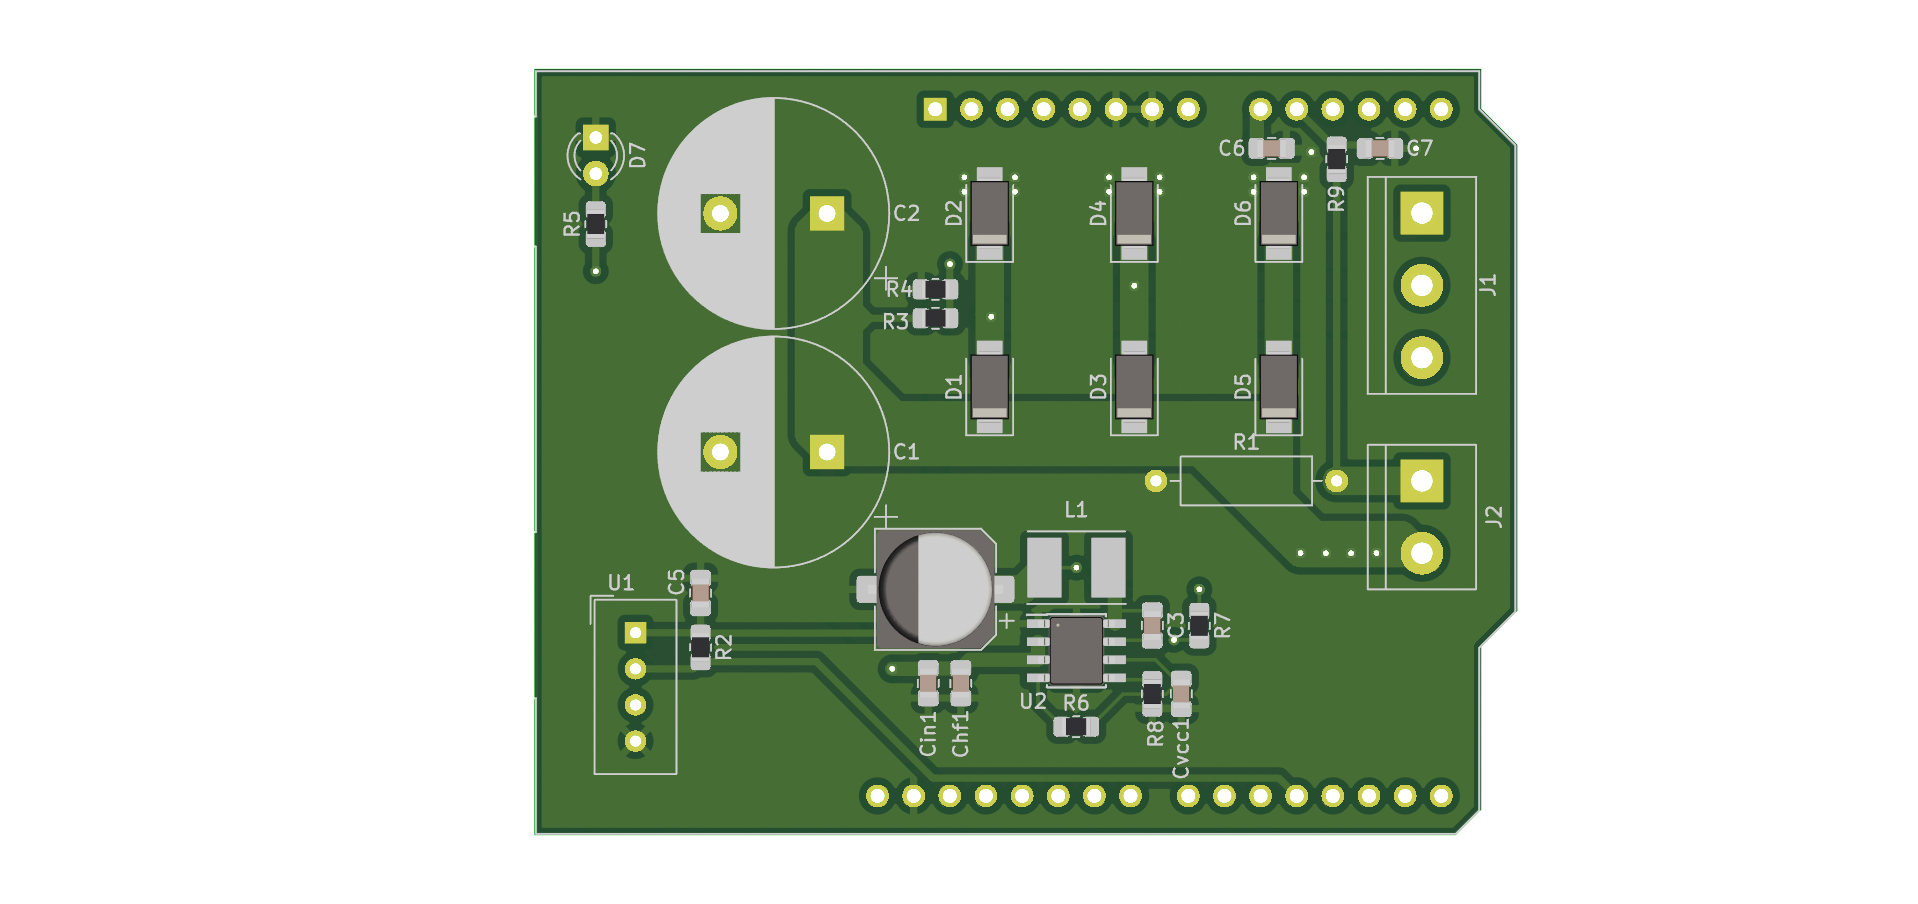 C6
C7
D7
R9
R5
C2
D2
D4
D6
R4
R3
J1
D1
D3
D5
C1
R1
L1
J2
U1
C5
C3
R7
R2
U2
R6
Cin1
Chf1
R8
Cvcc1